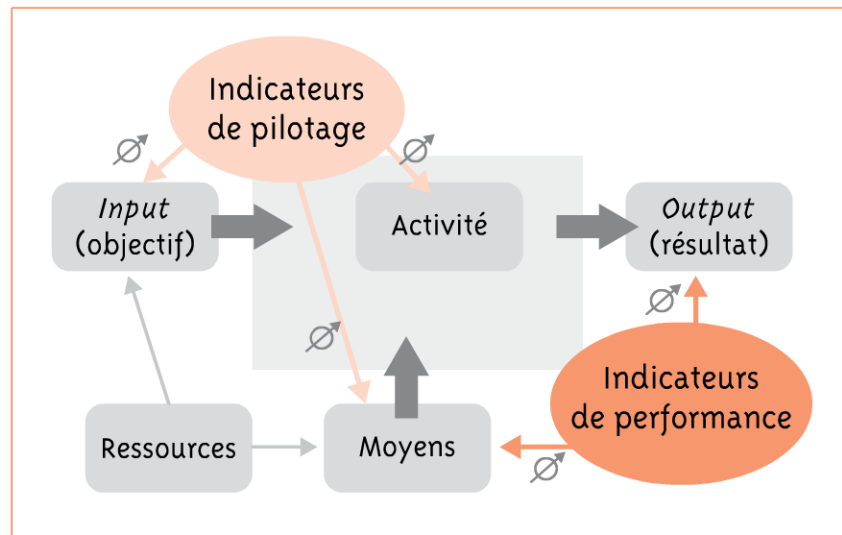 Indicateurs
de pilotage
Input
(objectif)
Activité
Output
(résultat)
Indicateurs
de performance
Ressources
Moyens